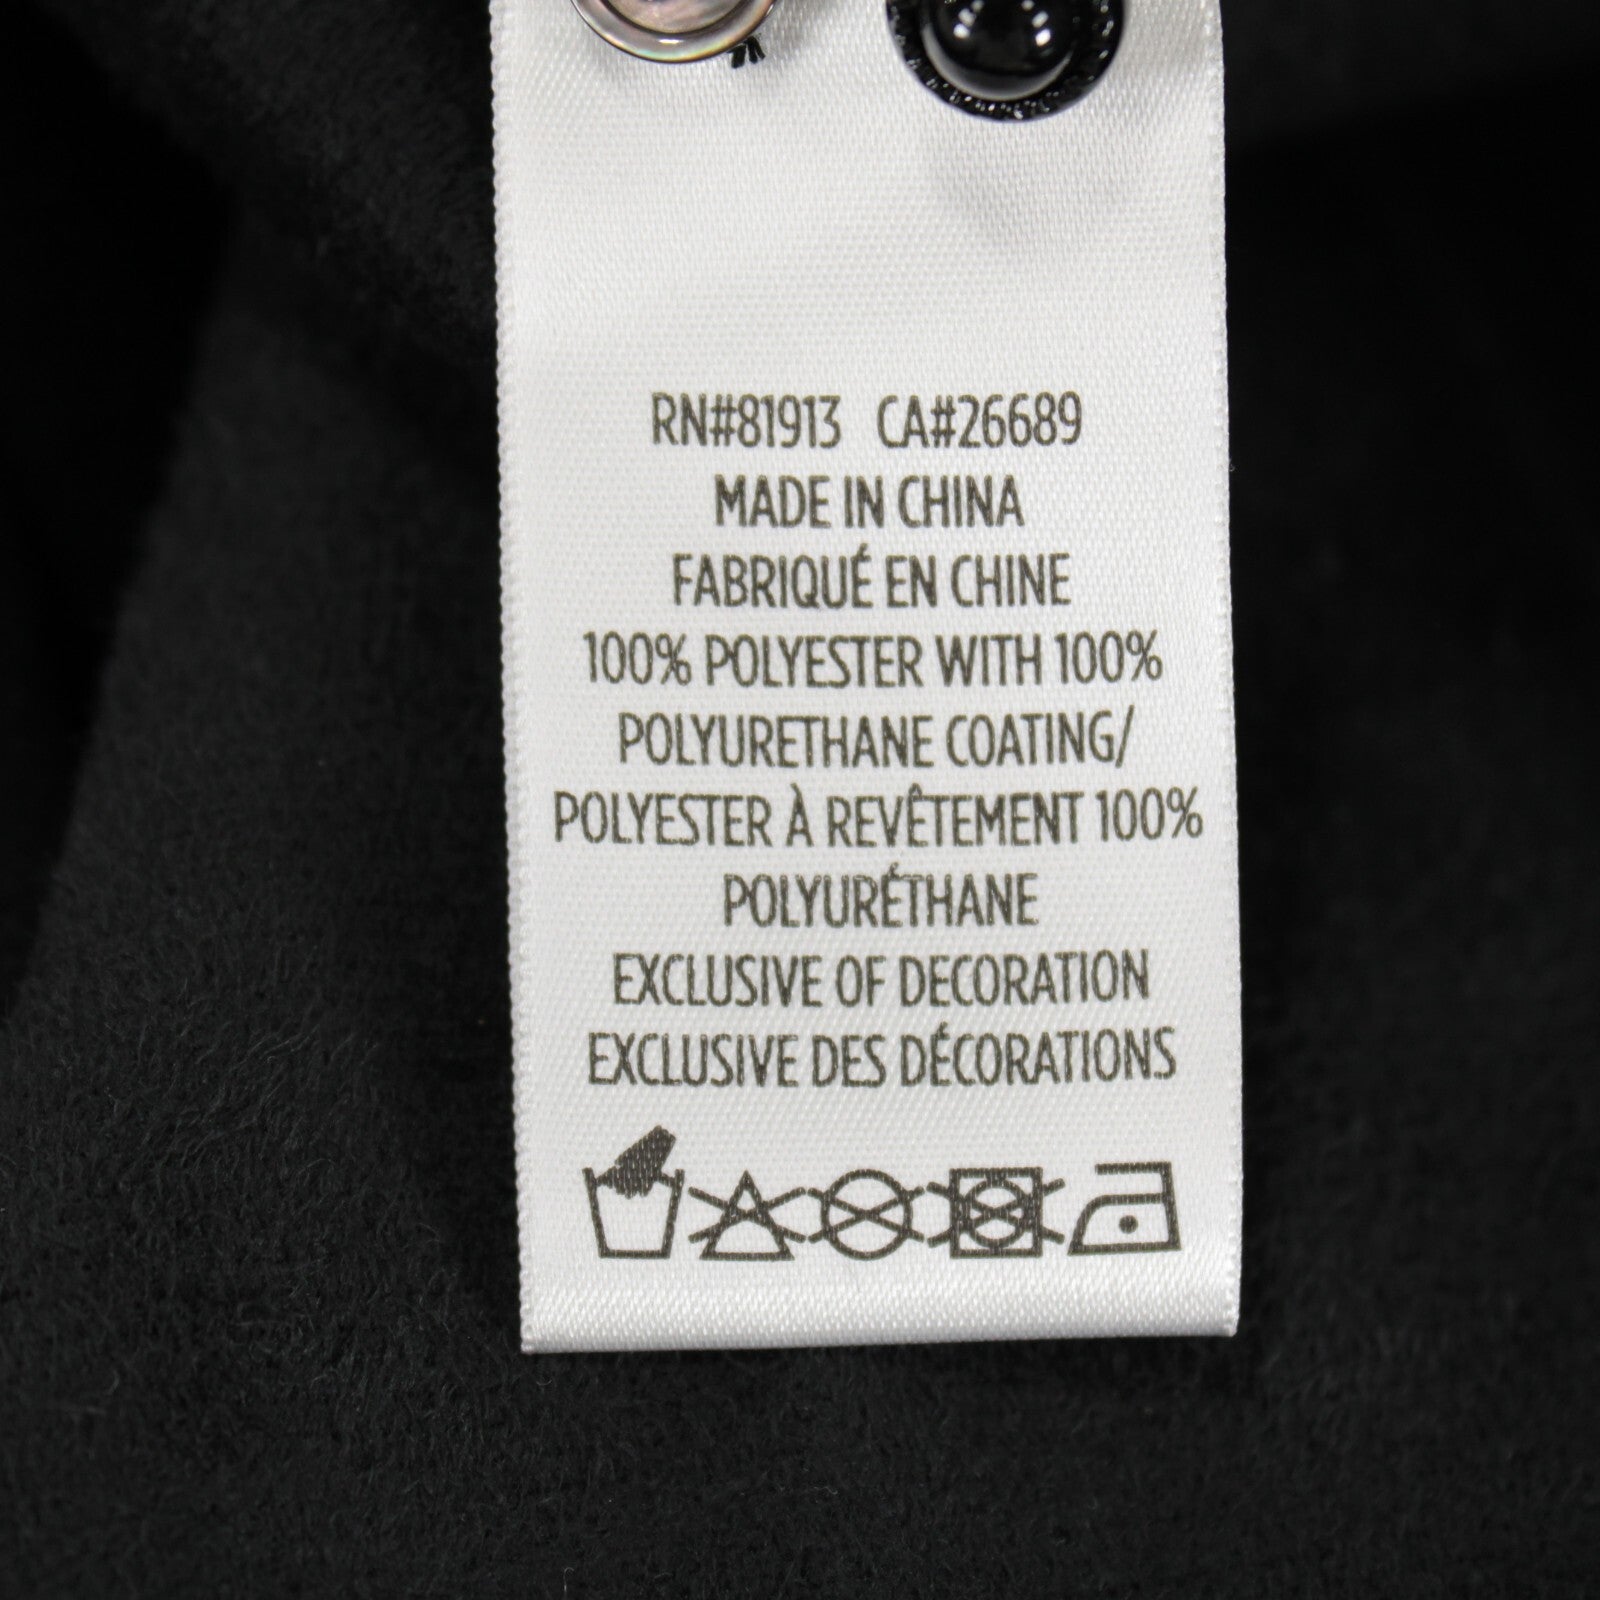 RN#81913 CA#26689
MADE IN CHINA
FABRIQUÉ EN CHINE
100% POLYESTER WITH 100%
POLYURETHANE COATING/
POLYESTER À REVÊTEMENT 100%
POLYURÉTHANE
EXCLUSIVE OF DECORATION
EXCLUSIVE DES DÉCORATIONS